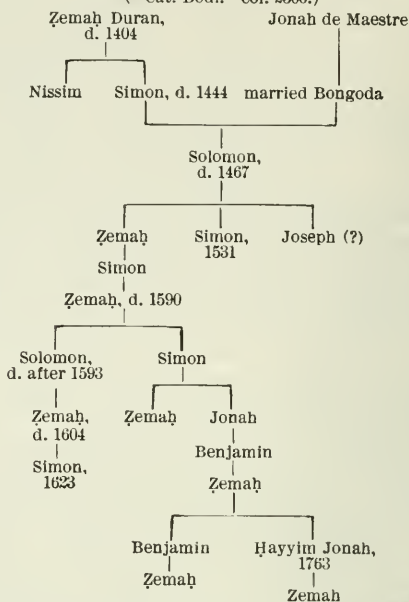 Ẓemaḥ Duran, Jonah de Maestre
d. 1404
Nissim Simon, d. 1444 married Bongoda
Solomon,
d. 1467
Ẓemaḥ Simon, Joseph (?)
1531
Simon
Ẓemaḥ, d. 1590
Solomon, Simon
d. after 1593
Ẓemaḥ, Ẓemaḥ Jonah
d. 1604
Simon, Benjamin
1623
Ẓemaḥ
Benjamin Ḥayyim Jonah,
1763
Ẓemaḥ Zemah